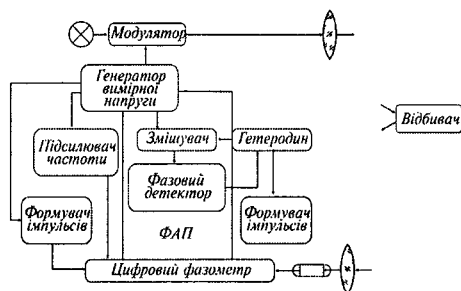 Модулятор
Генератор
вимірної
напруги
Відбивач
Підсилювач
частоти
Змішувач
Гетеродин
Фазовий
детектор
Формувач
імпульсів
Формувач
імпульсів
ФАП
Цифровий фазометр